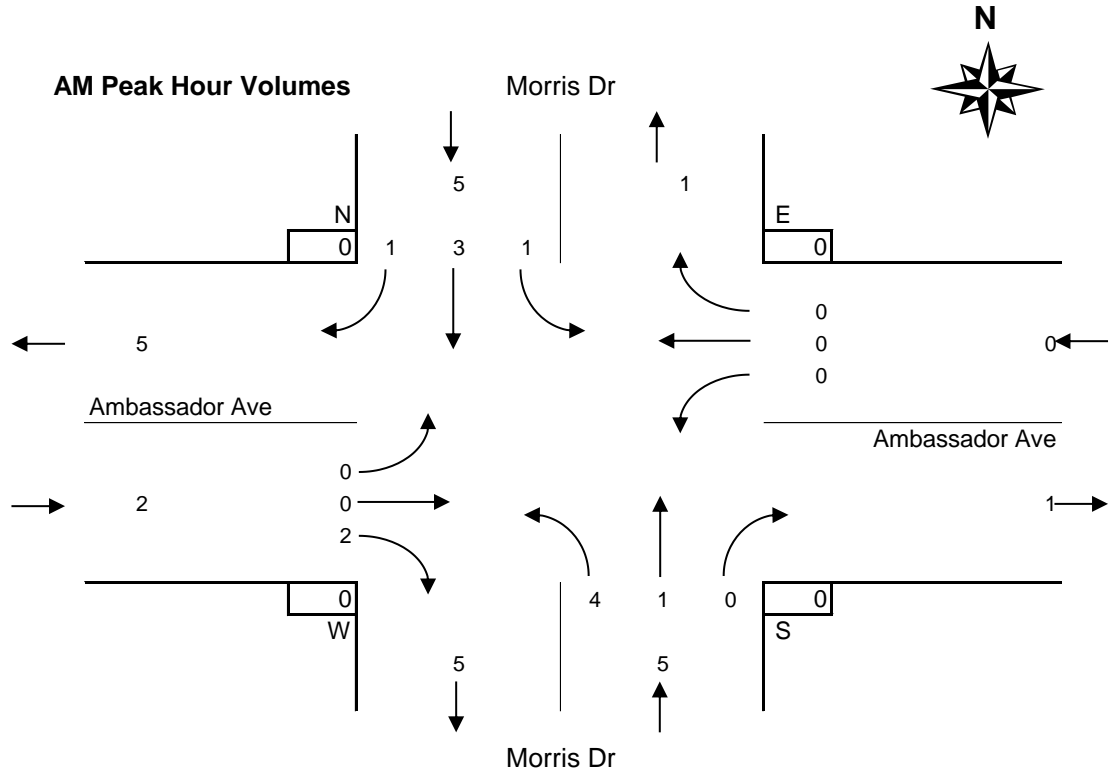 N
AM Peak Hour Volumes Morris Dr
5 1
N E
0 1 3 1 0
0
5 0 0
0
Ambassador Ave
Ambassador Ave
0
2 0 1
2
0 4 1 0 0
W S
5 5
Morris Dr